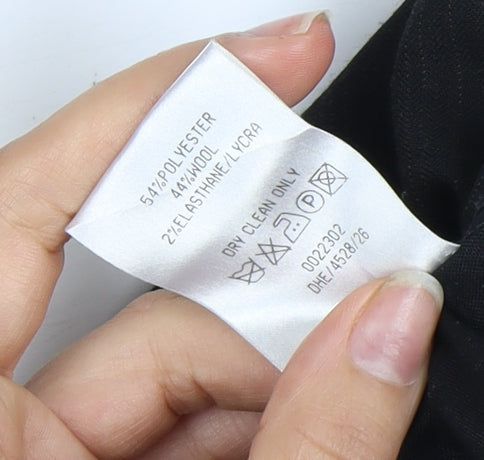 54%POLYESTER
44%WOOL
2%ELASTHANE/LYCRA
DRY CLEAN ONLY
P
0022302
DHE/4528/26